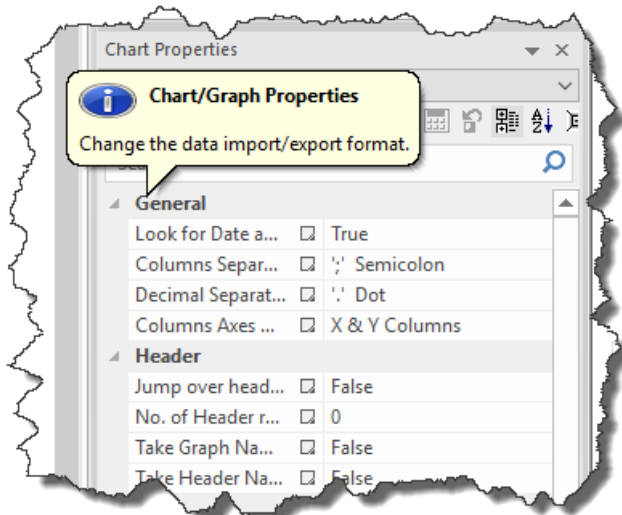 Chart Properties
Chart/Graph Properties
Change the data import/export format.
General
Look for Date a... True
Columns Separ... ';' Semicolon
Decimal Separat... '.' Dot
Columns Axes ... X & Y Columns
Header
Jump over head... False
No. of Header r... 0
Take Graph Na... False
Take Header Na... False